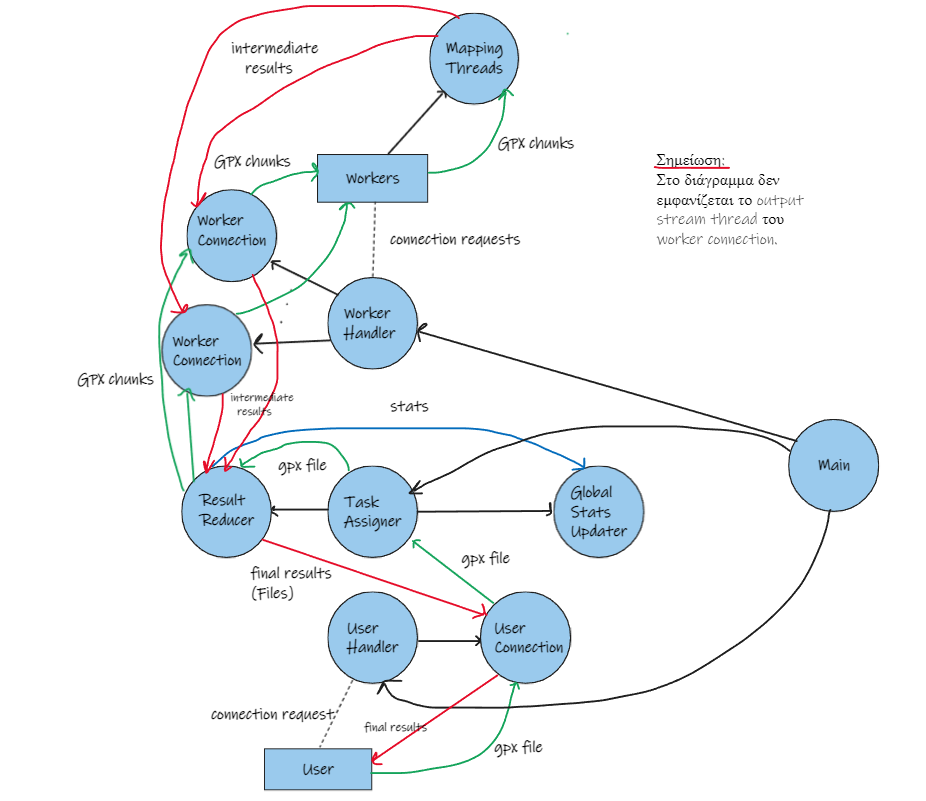 intermediate
results
Mapping
Threads
GPX chunks
GPX chunks
Workers
Σημείωση:
Στο διάγραμμα δεν
εμφανίζεται το output
stream thread του
worker connection.
Worker
Connection
connection requests
Worker
Handler
Worker
Connection
GPX chunks
intermediate
results
stats
gpx file
Main
Result
Reducer
Task
Assigner
Global
Stats
Updater
gpx file
final results
(Files)
User
Handler
User
Connection
connection request
final results
gpx file
User